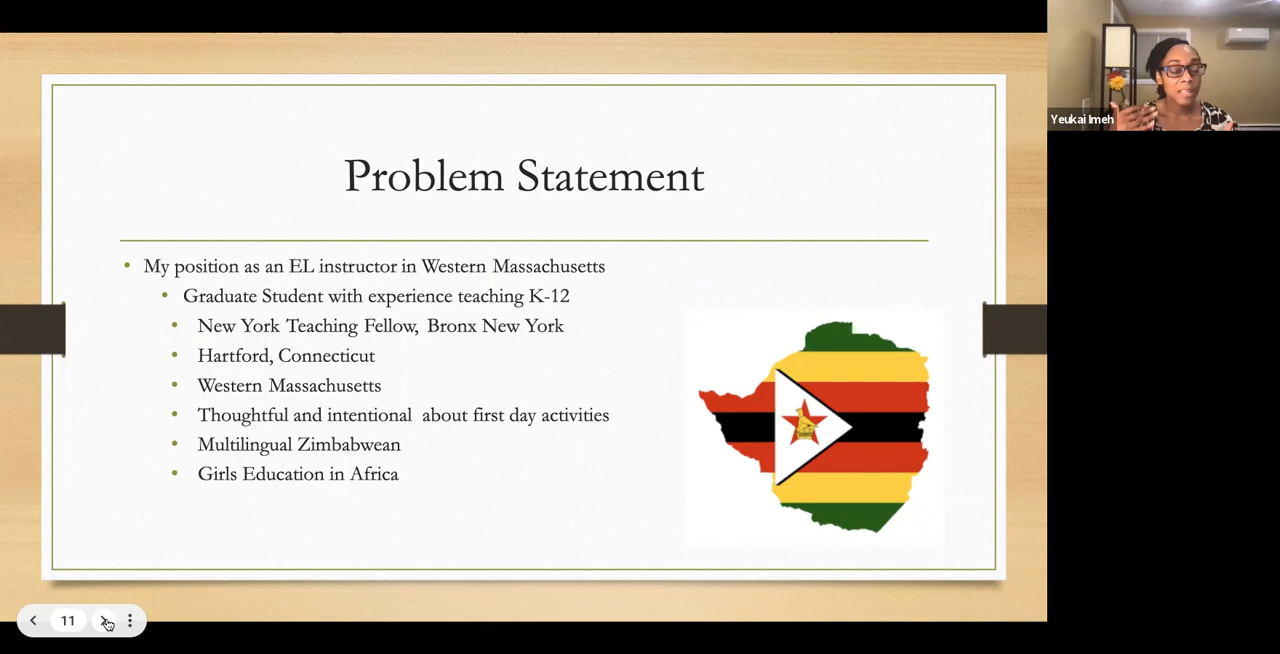 Problem Statement
• My position as an EL instructor in Western Massachusetts
• Graduate Student with experience teaching K-12
• New York Teaching Fellow, Bronx New York
• Hartford, Connecticut
• Western Massachusetts
• Thoughtful and intentional about first day activities
• Multilingual Zimbabwean
• Girls Education in Africa
Yeukai Imeh
11